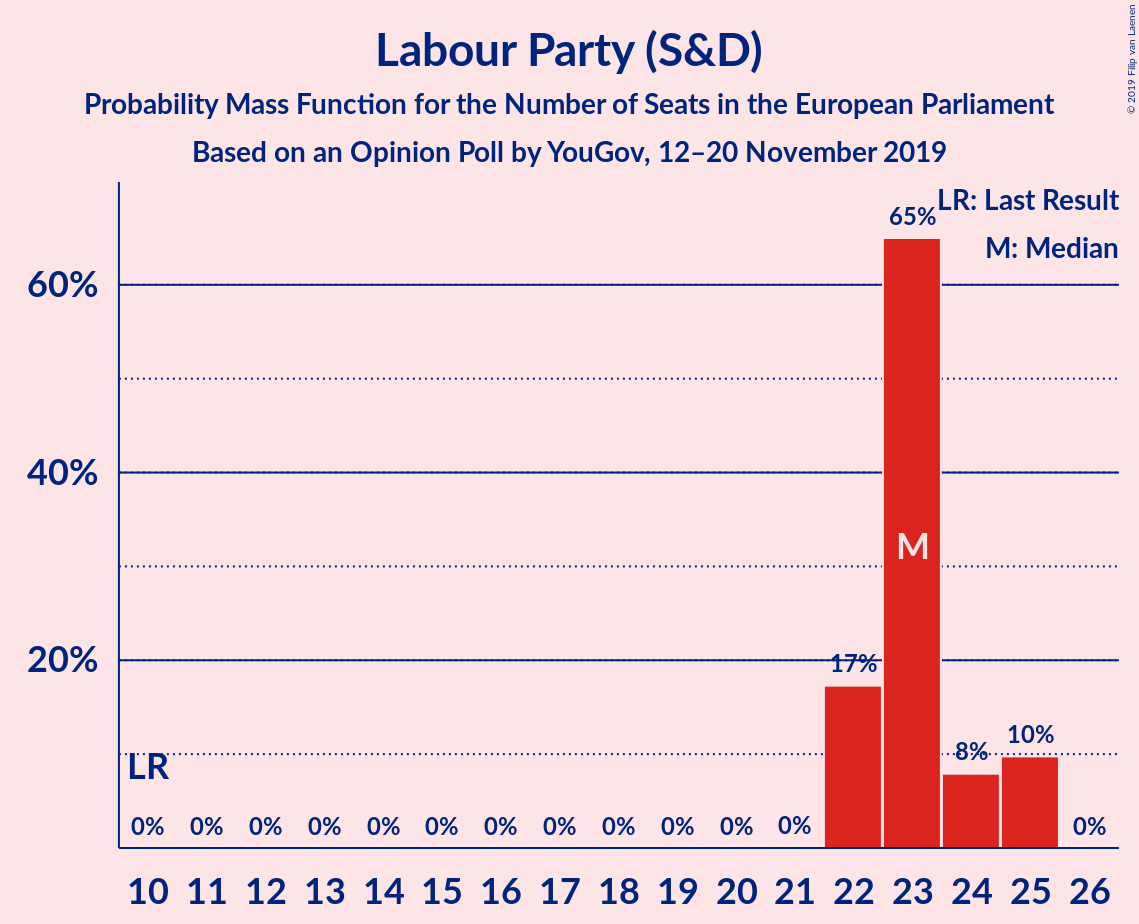 Labour Party (S&D)
Probability Mass Function for the Number of Seats in the European Parliament
Based on an Opinion Poll by YouGov, 12–20 November 2019
© 2019 Filip van Laenen
LR: Last Result
M: Median
65%
60%
40%
M
20%
17%
10%
8%
LR
0% 0% 0% 0% 0% 0% 0% 0% 0% 0% 0% 0% 0%
10 11 12 13 14 15 16 17 18 19 20 21 22 23 24 25 26